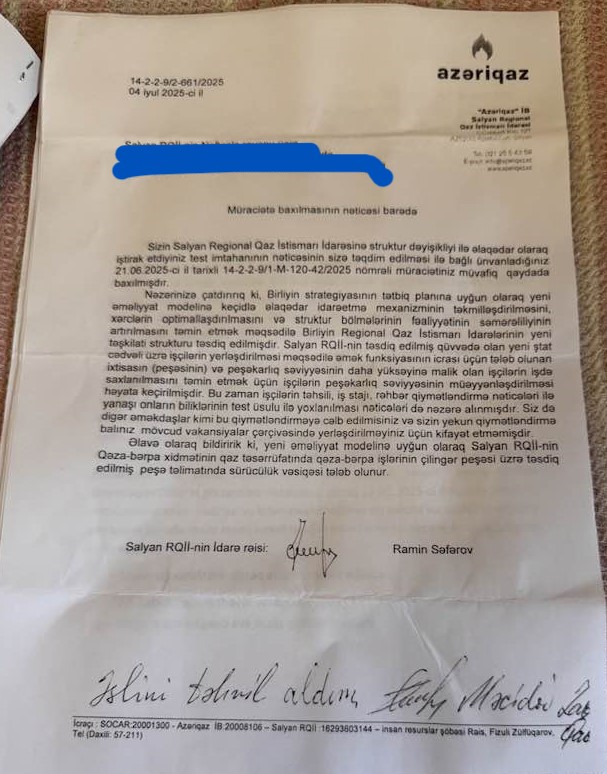 azəriqaz
14-2-2-9/2-661/2025
04 iyul 2025-ci il
"Azəriqaz" İB
Salyan Regional
Qaz İstismarı İdarəsi
Müraciətə baxılmasının nəticəsi barədə
Sizin Salyan Regional Qaz İstismarı İdarəsinə struktur dəyişikliyi ilə əlaqədar olaraq
iştirak etdiyiniz test imtahanının nəticəsinin sizə təqdim edilməsi ilə bağlı ünvanladığınız
21.06.2025-ci il tarixli 14-2-2-9/1-M-120-42/2025 nömrəli müraciətiniz müvafiq qaydada
baxılmışdır.
Nəzərinizə çatdırırıq ki, Birliyin strategiyasının tətbiq planına uyğun olaraq yeni
əməliyyat modelinə keçidlə əlaqədar idarəetmə mexanizminin təkmilləşdirilməsini,
xərclərin optimallaşdırılmasını və struktur bölmələrinin fəaliyyətinin səmərəliliyinin
artırılmasını təmin etmək məqsədilə Birliyin Regional Qaz İstismarı İdarələrinin yeni
təşkilati strukturu təsdiq edilmişdir. Salyan RQİİ-nin təsdiq edilmiş qüvvədə olan yeni ştat
cədvəli üzrə işçilərin yerləşdirilməsi məqsədilə əmək funksiyasının icrası üçün tələb olunan
ixtisasın (peşəsinin) və peşəkarlıq səviyyəsinin daha yüksəyinə malik olan işçilərin işdə
saxlanılmasını təmin etmək üçün işçilərin peşəkarlıq səviyyəsinin müəyyənləşdirilməsi
həyata keçirilmişdir. Bu zaman işçilərin təhsili, iş stajı, rəhbər qiymətləndirmə nəticələri ilə
yanaşı onların biliklərinin test üsulu ilə yoxlanılması nəticələri də nəzərə alınmışdır. Siz də
digər əməkdaşlar kimi bu qiymətləndirməyə cəlb edilmisiniz və sizin yekun qiymətləndirmə
balınız mövcud vakansiyalar çərçivəsində yerləşdirilməyiniz üçün kifayət etməmişdir.
Əlavə olaraq bildiririk ki, yeni əməliyyat modelinə uyğun olaraq Salyan RQİİ-nin
Qəza-bərpa xidmətinin qaz təsərrüfatında qəza-bərpa işlərinin çilingər peşəsi üzrə təsdiq
edilmiş peşə təlimatında sürücülük vəsiqəsi tələb olunur.
Salyan RQİİ-nin İdarə rəisi:
Ramin Səfərov
Əslini təhvil aldım
Məcidov
İcraçı : SOCAR:20001300 - Azəriqaz İB:20008106 – Salyan RQİİ :16293603144 – insan resurslar şöbəsi Rəis, Fizuli Zülfüqarov,
Tel (Daxili: 57-211)